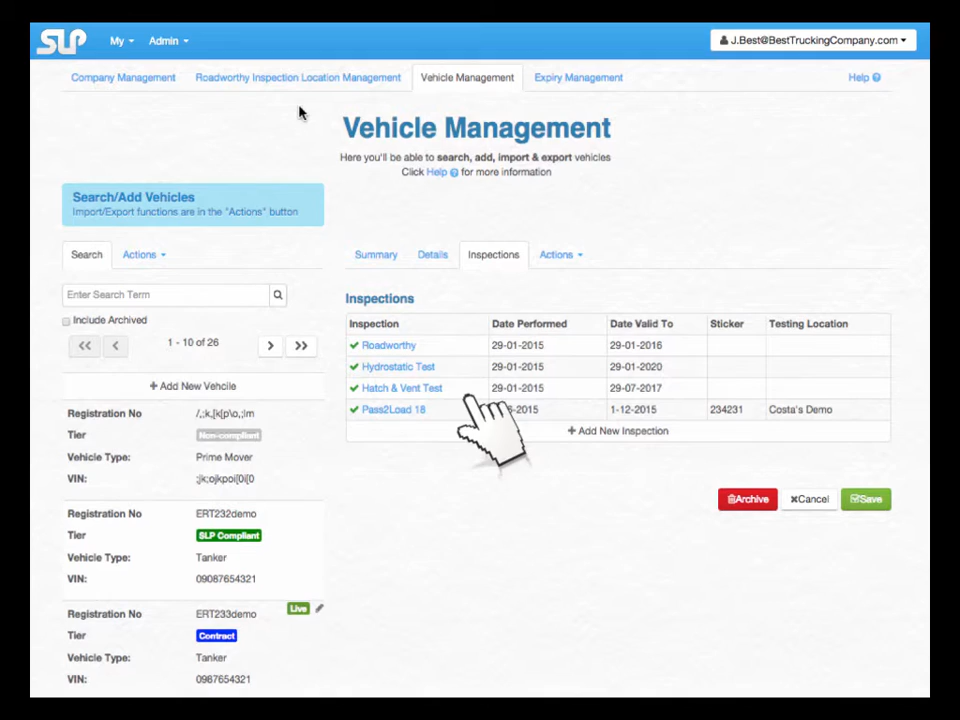 SLP My Admin J.Best@BestTruckingCompany.com
Company Management Roadworthy Inspection Location Management Vehicle Management Expiry Management Help
Vehicle Management
Here you'll be able to search, add, import & export vehicles
Click Help for more information
Search/Add Vehicles
Import/Export functions are in the "Actions" button
Search Actions
Enter Search Term
Include Archived
1 - 10 of 26
Add New Vehcile
Registration No /,;k,[k[p\o,;lm
Tier Non-compliant
Vehicle Type: Prime Mover
VIN: ;jk;ojkpoi[0i[0
Registration No ERT232demo
Tier SLP Compliant
Vehicle Type: Tanker
VIN: 09087654321
Registration No ERT233demo Live
Tier Contract
Vehicle Type: Tanker
VIN: 0987654321
Summary Details Inspections Actions
Inspections
Inspection Date Performed Date Valid To Sticker Testing Location
Roadworthy 29-01-2015 29-01-2016
Hydrostatic Test 29-01-2015 29-01-2020
Hatch & Vent Test 29-01-2015 29-07-2017
Pass2Load 18 -2015 1-12-2015 234231 Costa's Demo
Add New Inspection
Archive Cancel Save